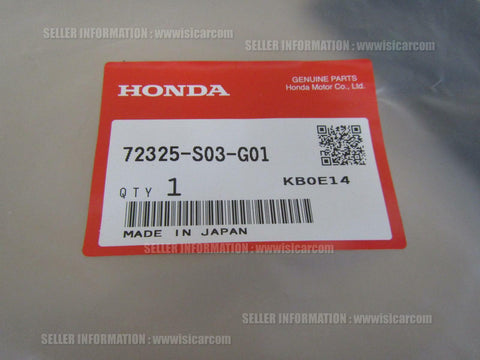 SELLER INFORMATION : wwwisicarcom
SELLER INFORMATION : wwwisicarcom
HONDA
GENUINE PARTS
Honda Motor Co., Ltd.
72325-S03-G01
QTY 1
KB0E14
MADE IN JAPAN
SELLER INFORMATION : wwwisicarcom
SELLER INFORMATION : wwwisicarcom
SELLER INFORMATION : wwwisicarcom
SELLER INFORMATION : wwwisicarcom